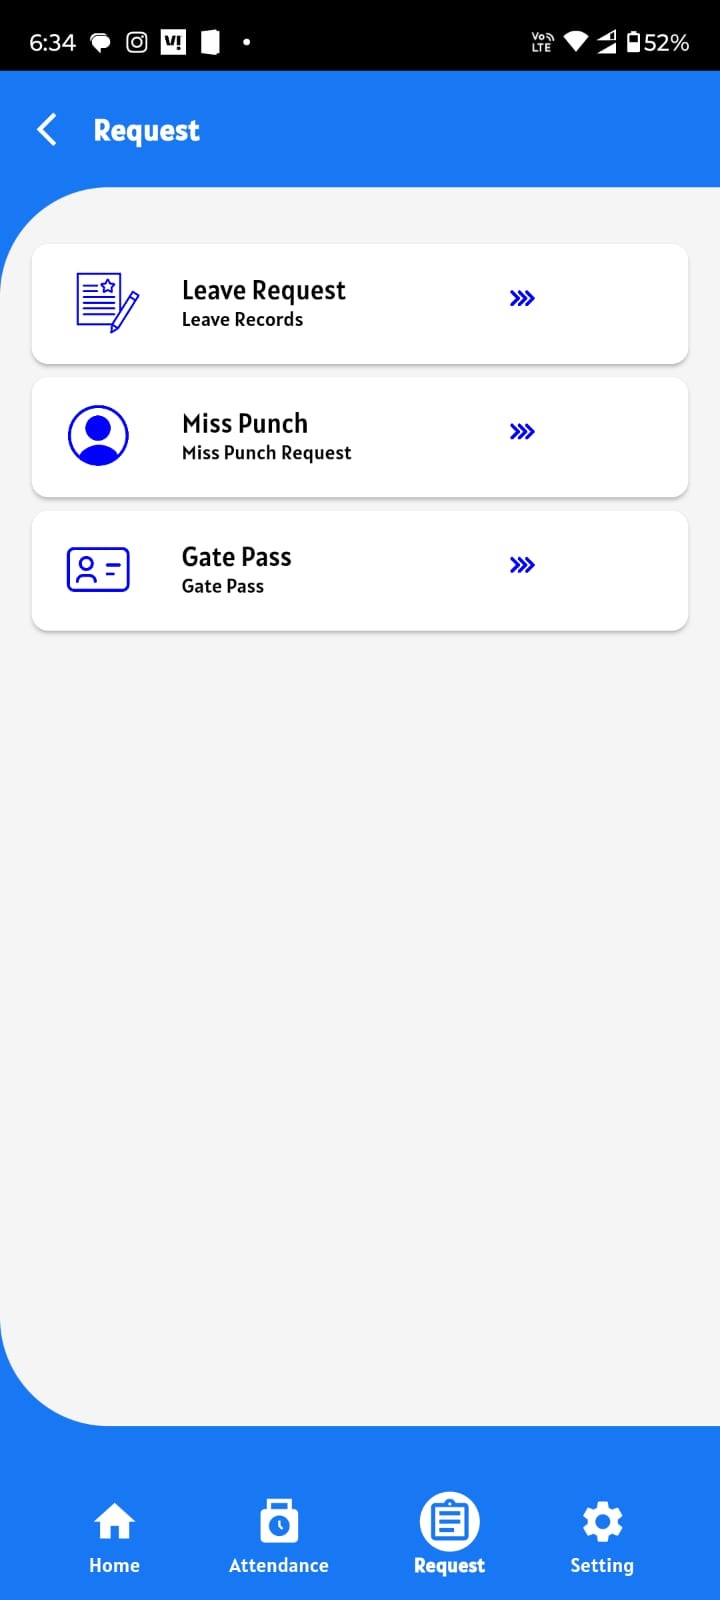 6:34
VI!
Vo LTE
52%
Request
Leave Request
Leave Records
Miss Punch
Miss Punch Request
Gate Pass
Gate Pass
Home
Attendance
Request
Setting